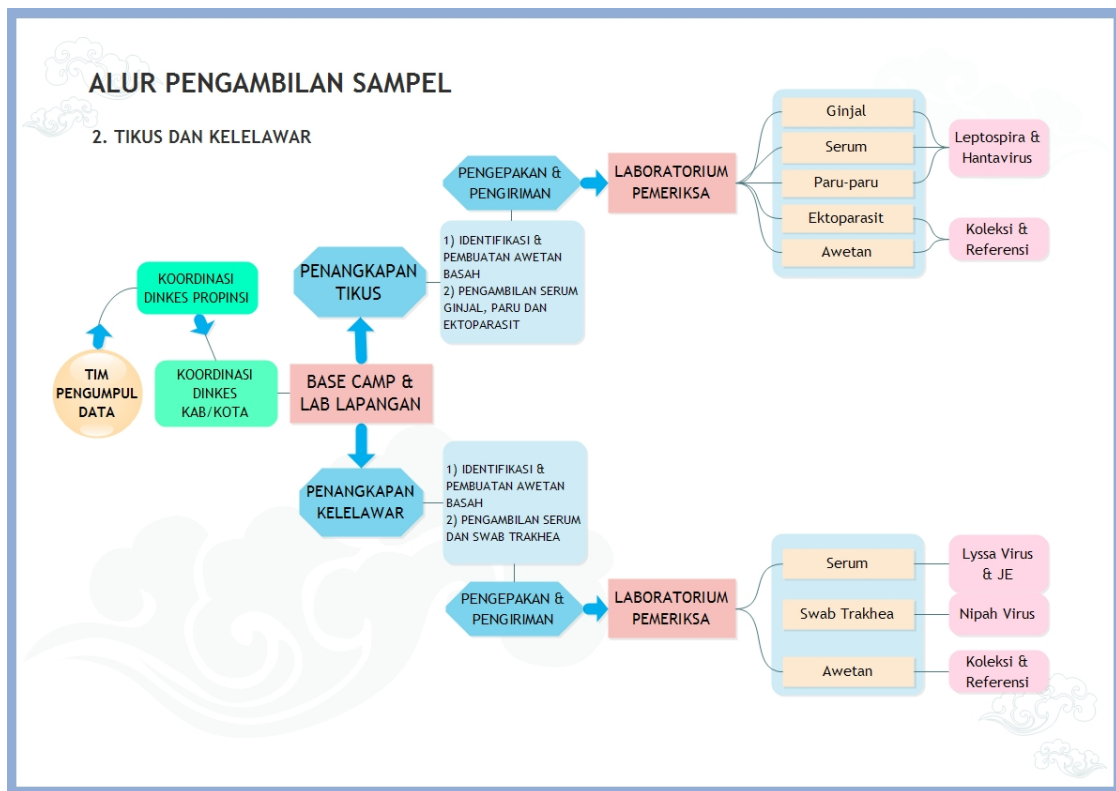 ALUR PENGAMBILAN SAMPEL
2. TIKUS DAN KELELAWAR
TIM
PENGUMPUL
DATA
KOORDINASI
DINKES PROPINSI
KOORDINASI
DINKES
KAB/KOTA
BASE CAMP &
LAB LAPANGAN
PENANGKAPAN
TIKUS
1) IDENTIFIKASI &
PEMBUATAN AWETAN
BASAH
2) PENGAMBILAN SERUM
GINJAL, PARU DAN
EKTOPARASIT
PENGEPAKAN &
PENGIRIMAN
LABORATORIUM
PEMERIKSA
Ginjal
Serum
Paru-paru
Ektoparasit
Awetan
Leptospira &
Hantavirus
Koleksi &
Referensi
PENANGKAPAN
KELELAWAR
1) IDENTIFIKASI &
PEMBUATAN AWETAN
BASAH
2) PENGAMBILAN SERUM
DAN SWAB TRAKHEA
PENGEPAKAN &
PENGIRIMAN
LABORATORIUM
PEMERIKSA
Serum
Swab Trakhea
Awetan
Lyssa Virus
& JE
Nipah Virus
Koleksi &
Referensi